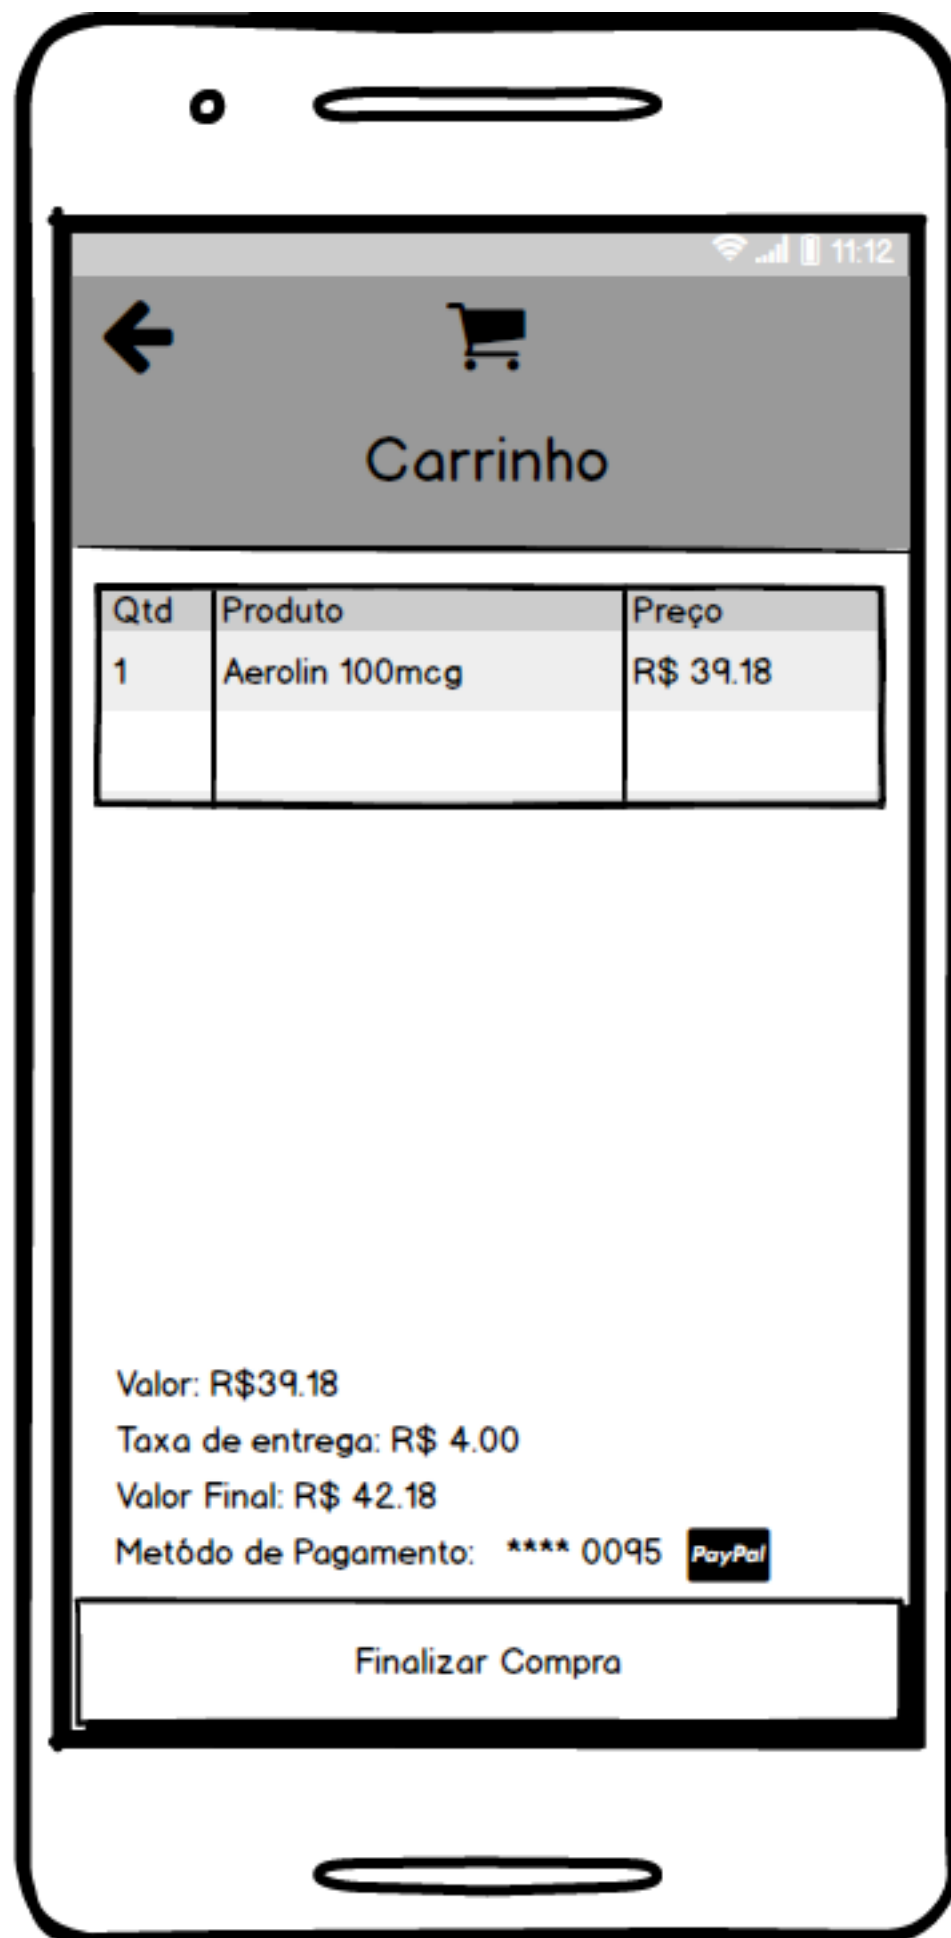 11:12
Carrinho
Qtd Produto Preço
1 Aerolin 100mcg R$ 39.18
Valor: R$39.18
Taxa de entrega: R$ 4.00
Valor Final: R$ 42.18
Metódo de Pagamento: **** 0095 PayPal
Finalizar Compra